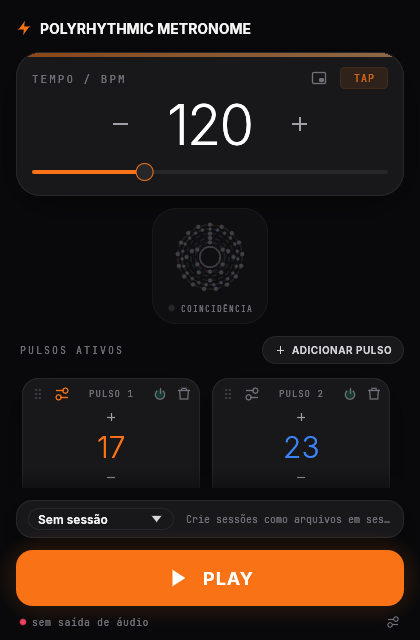 POLYRHYTHMIC METRONOME
TEMPO / BPM
TAP
− 120 +
COINCIDÊNCIA
PULSOS ATIVOS
+ ADICIONAR PULSO
PULSO 1
+
17
−
PULSO 2
+
23
−
Sem sessão
Crie sessões como arquivos em ses…
PLAY
sem saída de áudio